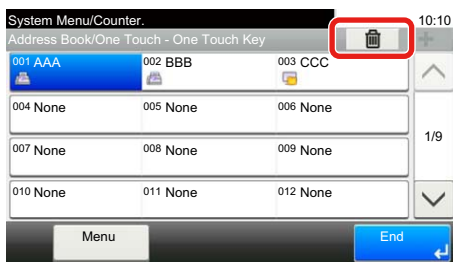 System Menu/Counter.
10:10
Address Book/One Touch - One Touch Key
001 AAA
002 BBB
003 CCC
004 None
005 None
006 None
1/9
007 None
008 None
009 None
010 None
011 None
012 None
Menu
End